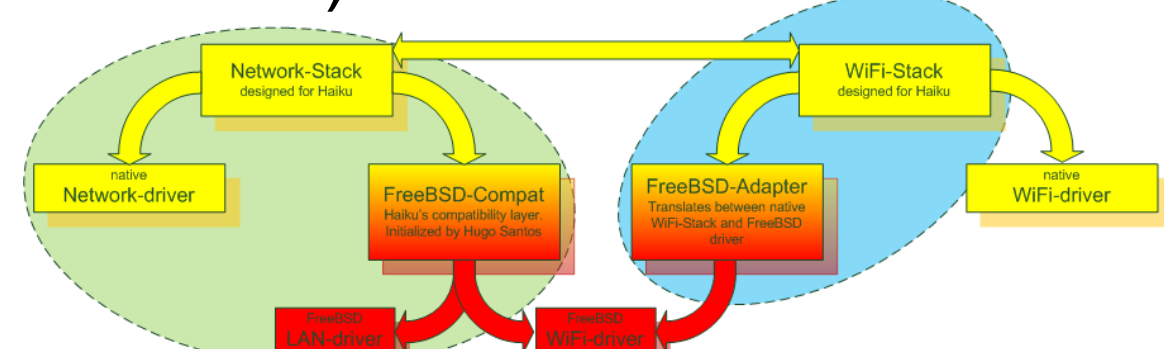 Network-Stack
designed for Haiku
WiFi-Stack
designed for Haiku
native
Network-driver
FreeBSD-Compat
Haiku's compatibility layer.
Initialized by Hugo Santos
FreeBSD-Adapter
Translates between native
WiFi-Stack and FreeBSD
driver
native
WiFi-driver
FreeBSD
LAN-driver
FreeBSD
WiFi-driver